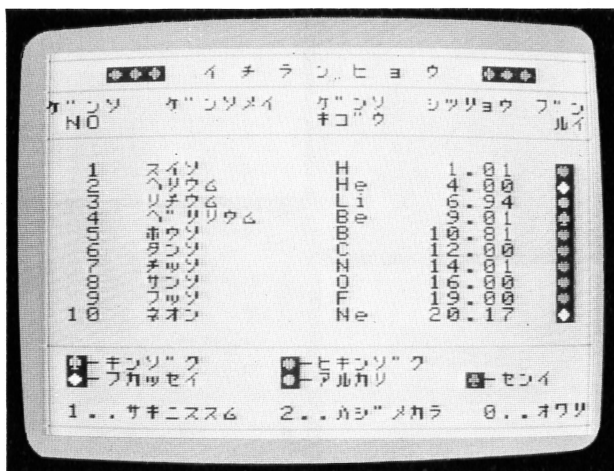 イチランヒョウ
ゲンソ ゲンソメイ ゲンソ シツリョウ ブン
NO キゴウ ルイ
1 スイソ H 1.01
2 ヘリウム He 4.00
3 リチウム Li 6.94
4 ベリリウム Be 9.01
5 ホウソ B 10.81
6 タンソ C 12.00
7 チッソ N 14.01
8 サンソ O 16.00
9 フッソ F 19.00
10 ネオン Ne 20.17
キンゾク ヒキンゾク
フカッセイ アルカリ センイ
1..サキニススム 2..ハジメカラ 0..オワリ